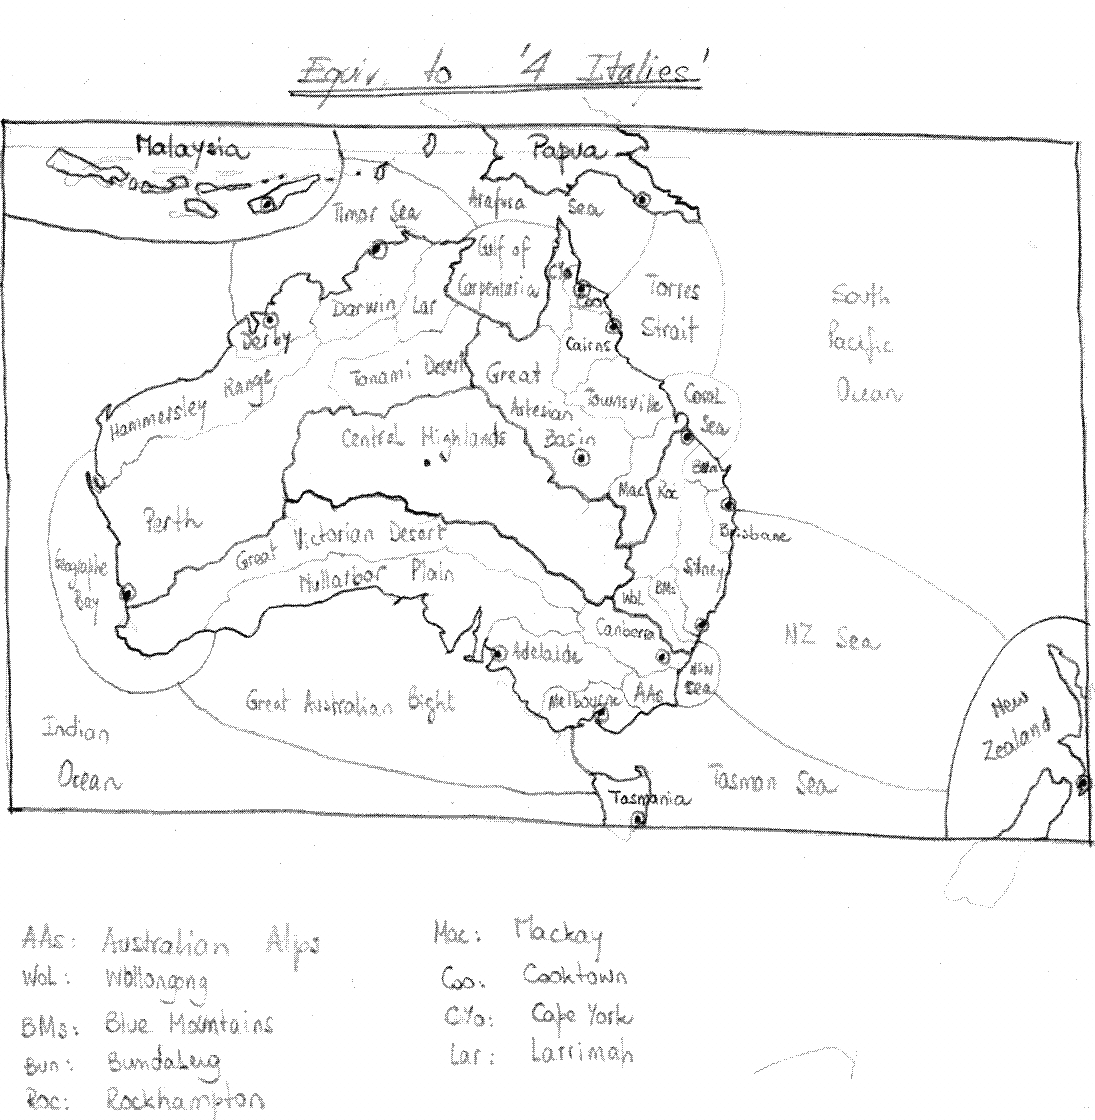 Equiv. to '4 Italies'
Malaysia
Papua
Timor Sea
Arafura Sea
Gulf of
Carpentaria
CYo
Coo
Torres
Strait
South
Pacific
Ocean
Darwin
Lar
Derby
Cairns
Tanami Desert
Great
Artesian
Basin
Hammersley Range
Townsville
Coral
Sea
Central Highlands
Bun
Mac
Roc
Perth
Great Victorian Desert
Brisbane
Nullarbor Plain
Geographe
Bay
Sidney
BMs
Wol
Canberra
NZ Sea
Adelaide
NSW
Sea
AAs
Melbourne
Great Australian Bight
New
Zealand
Indian
Ocean
Tasman Sea
Tasmania
AAs: Australian Alps
Wol: Wollongong
BMs: Blue Mountains
Bun: Bundaberg
Roc: Rockhampton
Mac: Mackay
Coo: Cooktown
CYo: Cape York
Lar: Larrimah